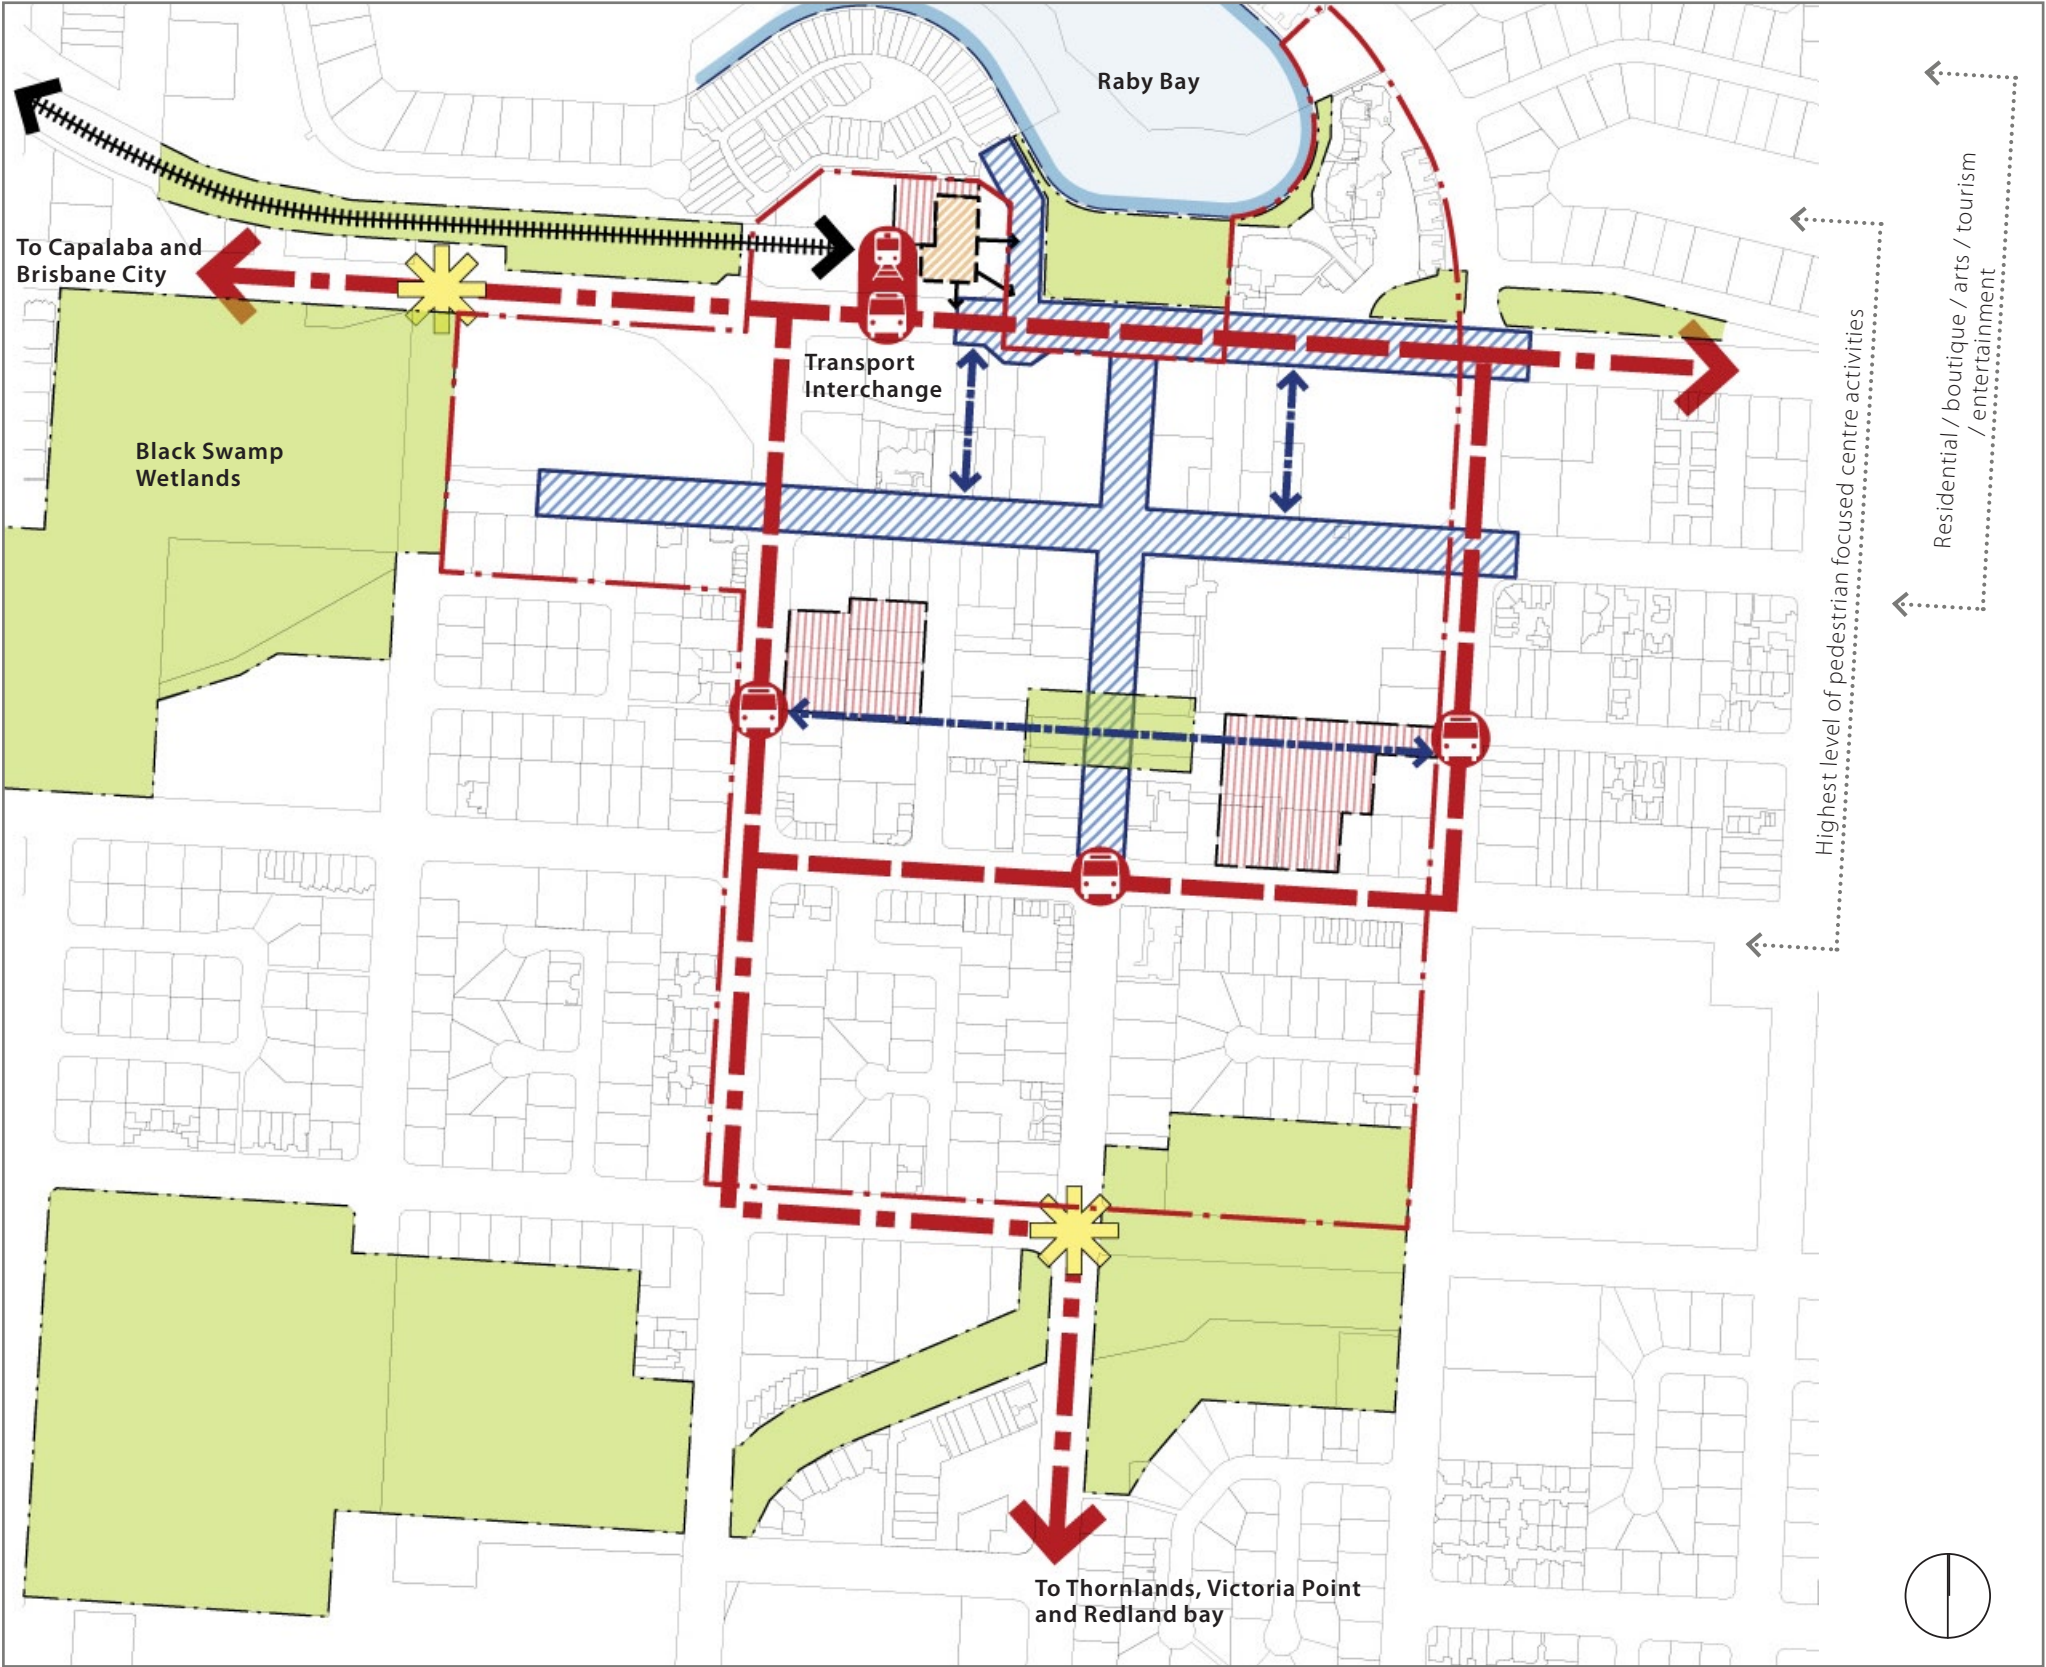 Raby Bay
To Capalaba and
Brisbane City
Transport
Interchange
Black Swamp
Wetlands
Highest level of pedestrian focused centre activities
Residential / boutique / arts / tourism
/ entertainment
To Thornlands, Victoria Point
and Redland bay